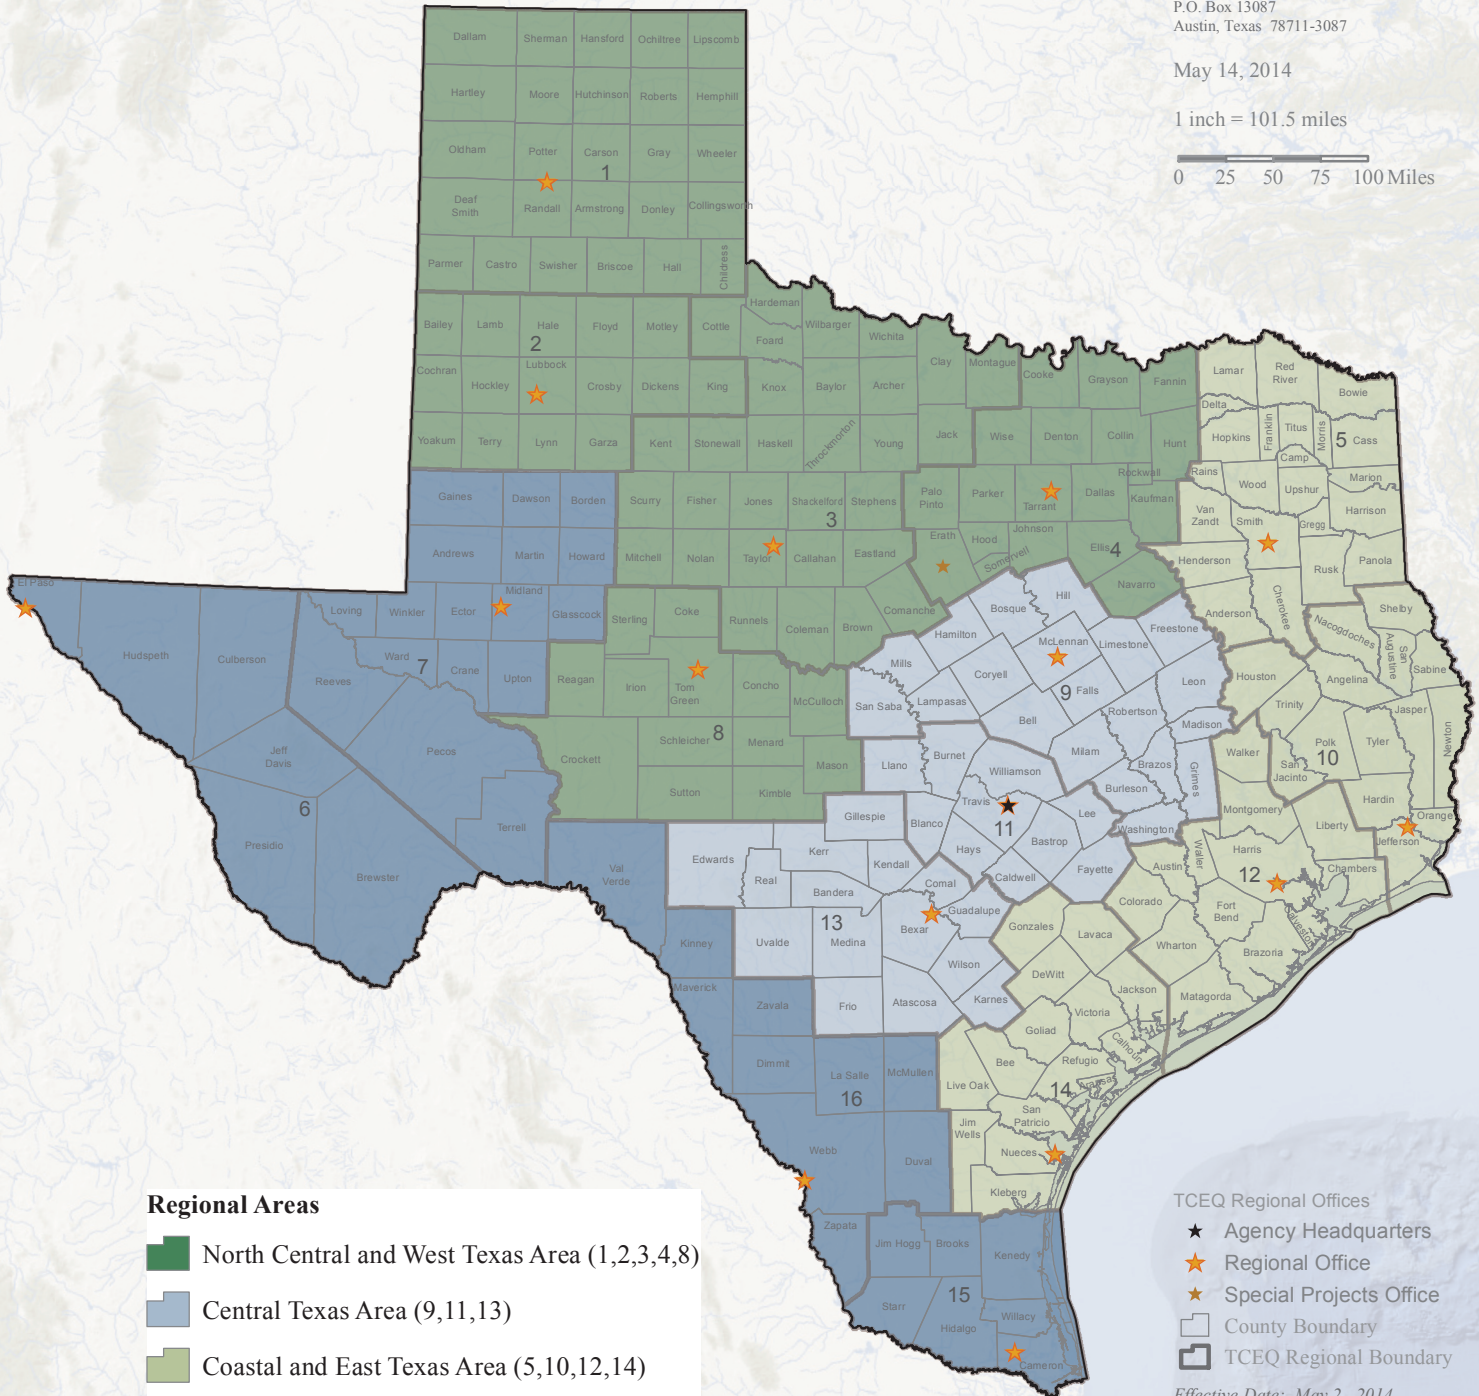 P.O. Box 13087
Austin, Texas 78711-3087
May 14, 2014
1 inch = 101.5 miles
0 25 50 75 100 Miles
Dallam Sherman Hansford Ochiltree Lipscomb
Hartley Moore Hutchinson Roberts Hemphill
Oldham Potter Carson Gray Wheeler
1
Deaf
Smith
Randall Armstrong Donley Collingsworth
Parmer Castro Swisher Briscoe Hall Childress
Hardeman
Bailey Lamb Hale Floyd Motley Cottle Foard Wilbarger Wichita
2
Cochran Hockley Lubbock Crosby Dickens King Knox Baylor Archer Clay Montague Cooke Grayson Fannin Lamar
Red
River
Bowie
Delta
Yoakum Terry Lynn Garza Kent Stonewall Haskell Throckmorton Young Jack Wise Denton Collin Hunt Hopkins Franklin Titus Morris 5 Cass
Camp
Rockwall Rains Wood Upshur Marion
Gaines Dawson Borden Scurry Fisher Jones Shackelford Stephens
Palo
Pinto
Parker Tarrant Dallas Kaufman
Van
Zandt
Smith Gregg Harrison
3
Andrews Martin Howard Mitchell Nolan Taylor Callahan Eastland Erath Hood Johnson Somervell Ellis 4 Navarro Henderson Rusk Panola
El Paso Hudspeth Culberson Loving Winkler Ector Midland Glasscock Sterling Coke Runnels Coleman Brown Comanche Hamilton Bosque Hill Freestone Anderson Cherokee Nacogdoches Shelby
San
Augustine
Sabine
Reeves Ward 7 Crane Upton Reagan Irion
Tom
Green
Concho McCulloch Mills San Saba Lampasas Coryell McLennan Limestone 9 Falls Leon Houston Angelina
Bell Robertson Madison Trinity Jasper Newton
Jeff
Davis
Pecos Crockett Schleicher 8 Menard Mason Llano Burnet Williamson Milam Brazos Grimes Walker
San
Jacinto
Polk
10
Tyler
6
Presidio Brewster Terrell Sutton Kimble Gillespie Blanco Travis 11 Lee Burleson Washington Montgomery Liberty Hardin Orange Jefferson
Val
Verde
Edwards Real Kerr Kendall Bandera Hays Bastrop Caldwell Fayette Austin Waller Harris 12 Chambers
Comal Guadalupe Colorado
Fort
Bend
Galveston
Kinney Uvalde 13 Medina Bexar Gonzales Lavaca Wharton Brazoria
Maverick Zavala Frio Atascosa Wilson Karnes DeWitt Jackson Matagorda
Goliad Victoria Calhoun
Dimmit La Salle McMullen Live Oak Bee Refugio Aransas
16 14
Webb Duval
Jim
Wells
San
Patricio
Nueces
Kleberg
Zapata Jim Hogg Brooks Kenedy
Starr 15 Hidalgo Willacy Cameron
Regional Areas
North Central and West Texas Area (1,2,3,4,8)
Central Texas Area (9,11,13)
Coastal and East Texas Area (5,10,12,14)
TCEQ Regional Offices
Agency Headquarters
Regional Office
Special Projects Office
County Boundary
TCEQ Regional Boundary
Effective Date: May 2, 2014